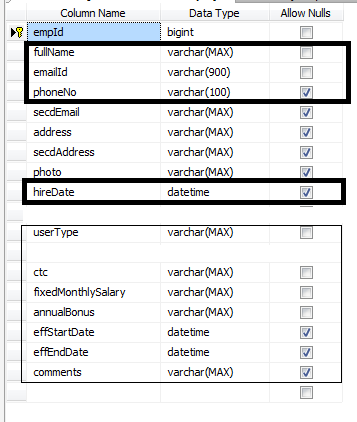 Column Name Data Type Allow Nulls
empId bigint
fullName varchar(MAX)
emailId varchar(900)
phoneNo varchar(100)
secdEmail varchar(MAX)
address varchar(MAX)
secdAddress varchar(MAX)
photo varchar(MAX)
hireDate datetime
userType varchar(MAX)
ctc varchar(MAX)
fixedMonthlySalary varchar(MAX)
annualBonus varchar(MAX)
effStartDate datetime
effEndDate datetime
comments varchar(MAX)